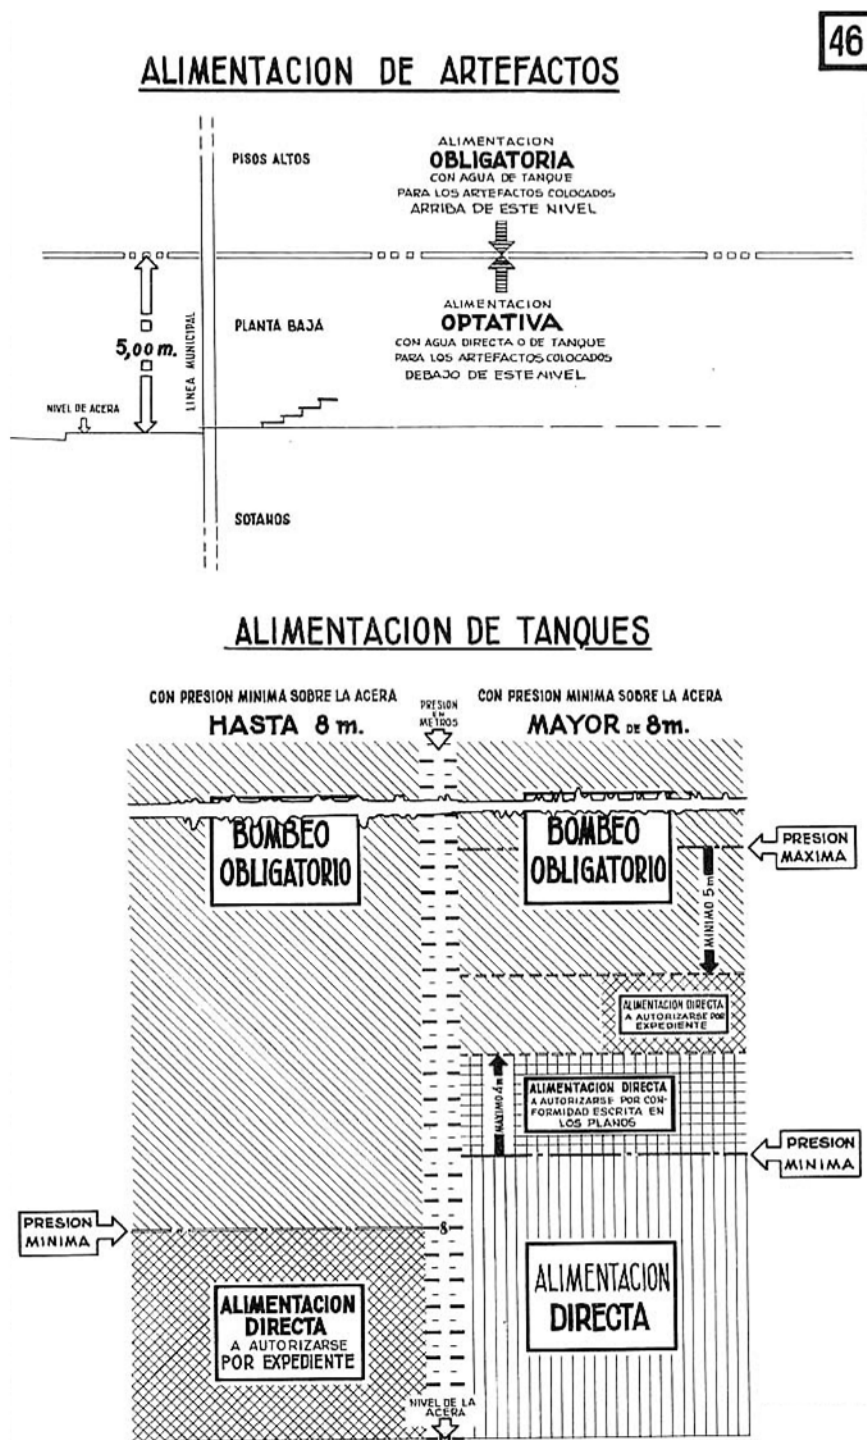 46
ALIMENTACION DE ARTEFACTOS
PISOS ALTOS
ALIMENTACION
OBLIGATORIA
CON AGUA DE TANQUE
PARA LOS ARTEFACTOS COLOCADOS
ARRIBA DE ESTE NIVEL
5,00 m.
LINEA MUNICIPAL
PLANTA BAJA
ALIMENTACION
OPTATIVA
CON AGUA DIRECTA O DE TANQUE
PARA LOS ARTEFACTOS COLOCADOS
DEBAJO DE ESTE NIVEL
NIVEL DE ACERA
SOTANOS
ALIMENTACION DE TANQUES
CON PRESION MINIMA SOBRE LA ACERA
HASTA 8 m.
PRESION
EN
METROS
CON PRESION MINIMA SOBRE LA ACERA
MAYOR DE 8 m.
BOMBEO
OBLIGATORIO
BOMBEO
OBLIGATORIO
PRESION
MAXIMA
MINIMO 5 m
ALIMENTACION DIRECTA
A AUTORIZARSE POR
EXPEDIENTE
MAXIMO 4 m
ALIMENTACION DIRECTA
A AUTORIZARSE POR CON-
FORMIDAD ESCRITA EN
LOS PLANOS
PRESION
MINIMA
PRESION
MINIMA
8
ALIMENTACION
DIRECTA
A AUTORIZARSE
POR EXPEDIENTE
ALIMENTACION
DIRECTA
NIVEL DE LA
ACERA